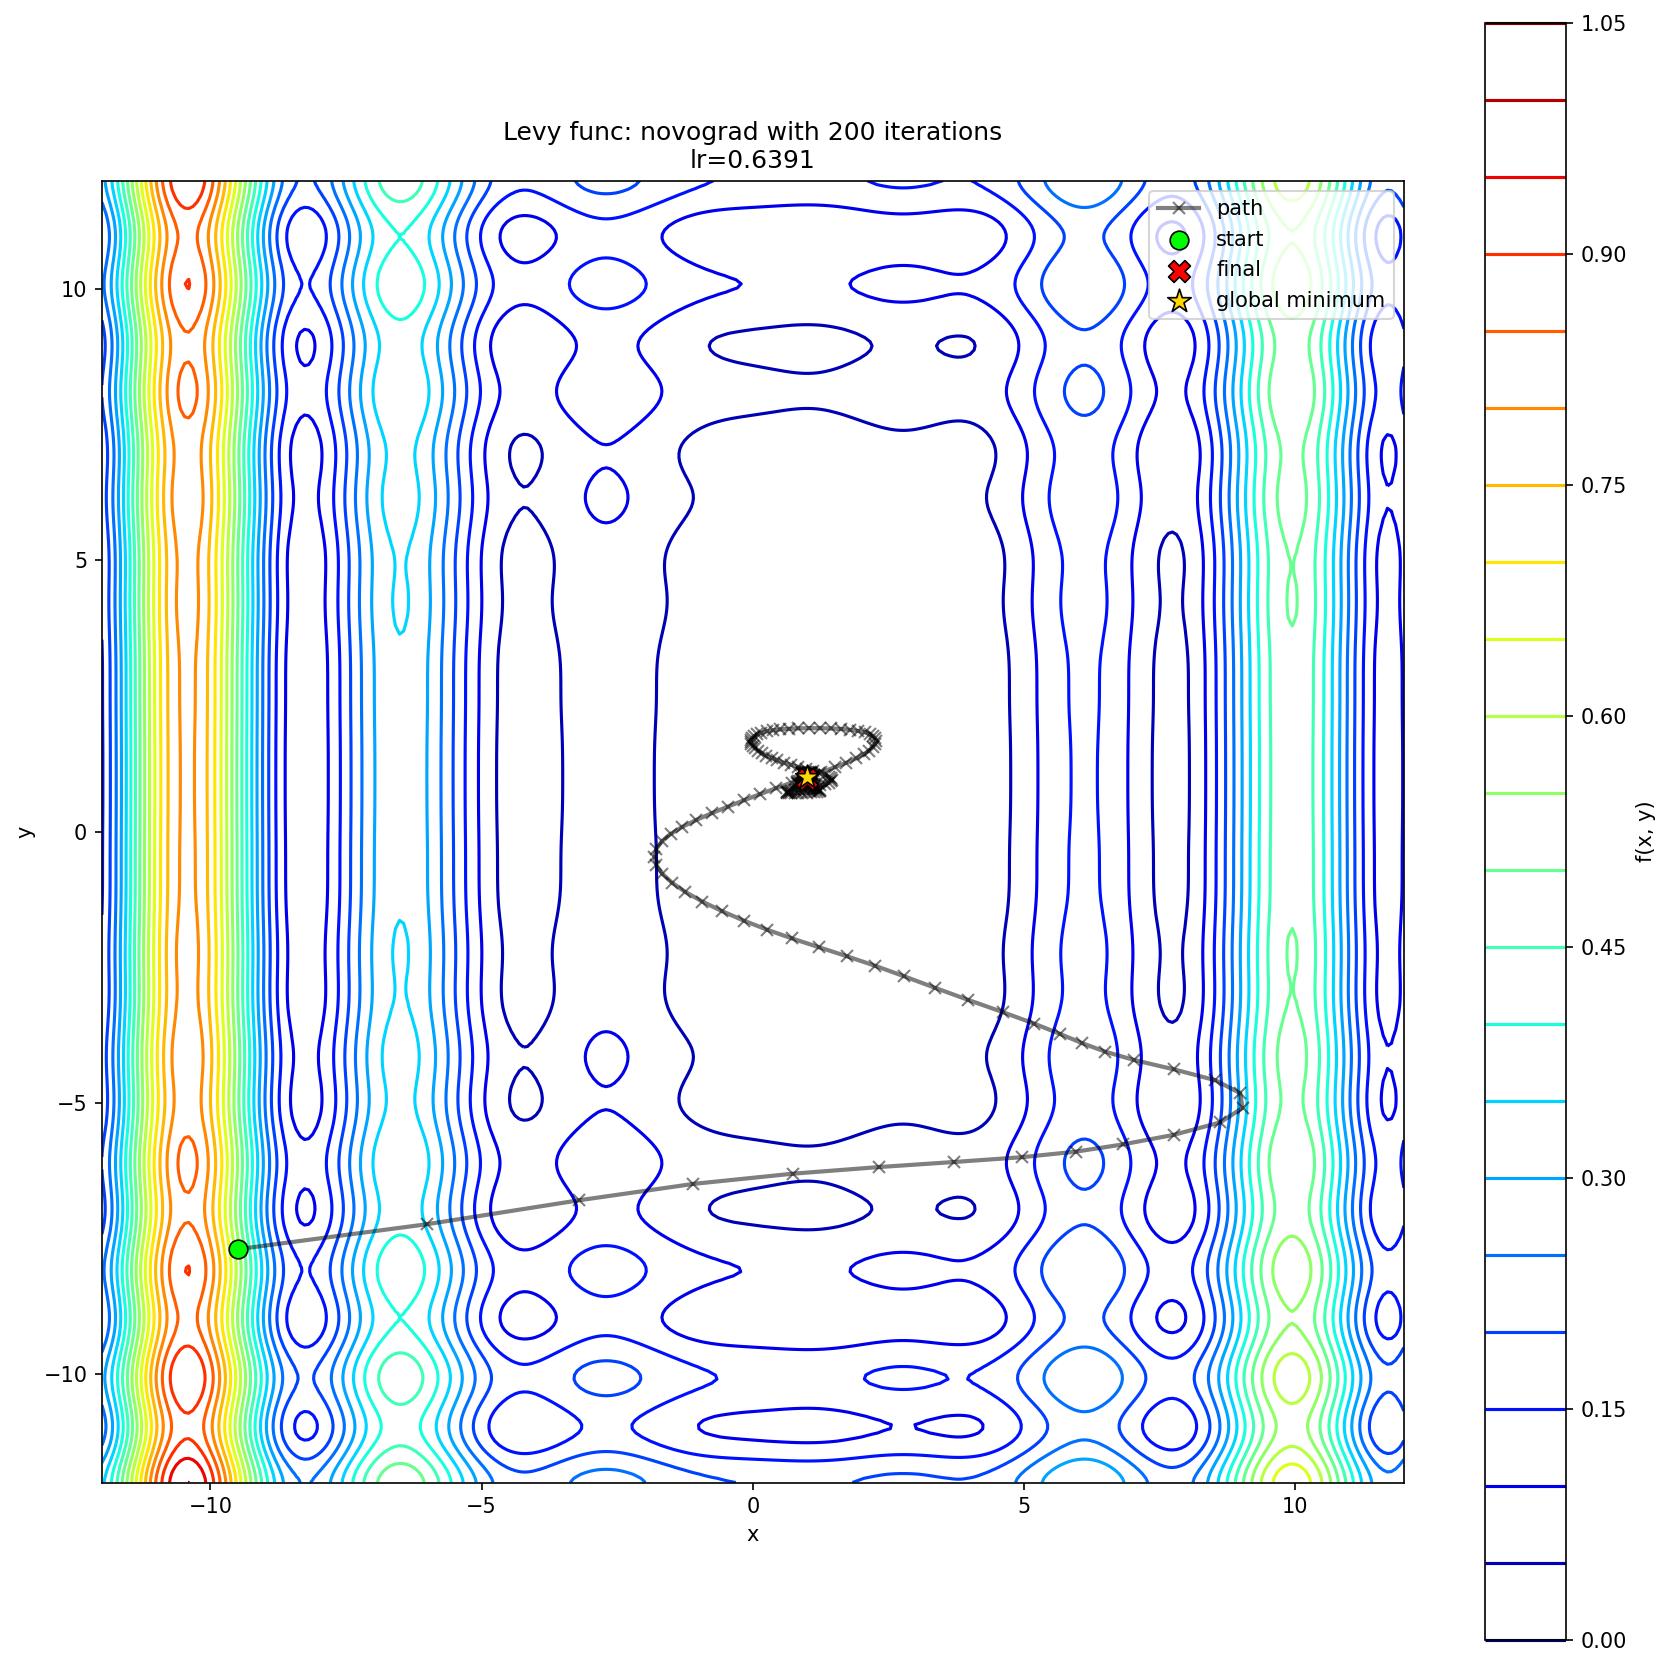 Levy func: novograd with 200 iterations
lr=0.6391
path
start
final
global minimum
10
5
0
−5
−10
y
−10
−5
0
5
10
x
1.05
0.90
0.75
0.60
0.45
0.30
0.15
0.00
f(x, y)